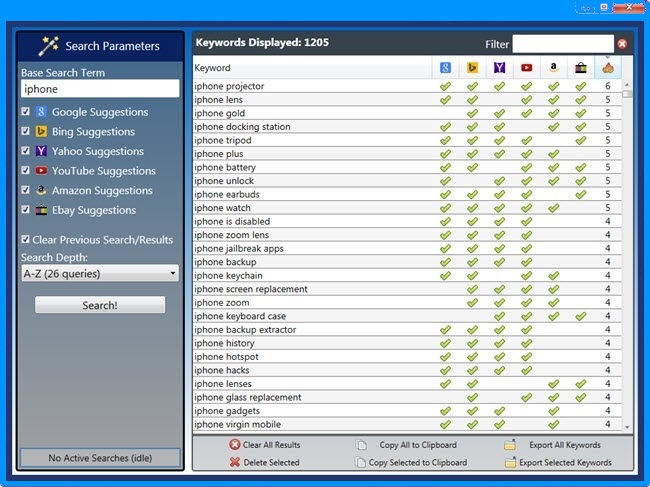 Search Parameters
Base Search Term
iphone
Google Suggestions
Bing Suggestions
Yahoo Suggestions
YouTube Suggestions
Amazon Suggestions
Ebay Suggestions
Clear Previous Search/Results
Search Depth:
A-Z (26 queries)
Search!
No Active Searches (idle)
Keywords Displayed: 1205
Filter
Keyword
iphone projector 6
iphone lens 5
iphone gold 5
iphone docking station 5
iphone tripod 5
iphone plus 5
iphone battery 5
iphone unlock 5
iphone earbuds 5
iphone watch 5
iphone is disabled 4
iphone zoom lens 4
iphone jailbreak apps 4
iphone backup 4
iphone keychain 4
iphone screen replacement 4
iphone zoom 4
iphone keyboard case 4
iphone backup extractor 4
iphone history 4
iphone hotspot 4
iphone hacks 4
iphone lenses 4
iphone glass replacement 4
iphone gadgets 4
iphone virgin mobile 4
Clear All Results Copy All to Clipboard Export All Keywords
Delete Selected Copy Selected to Clipboard Export Selected Keywords